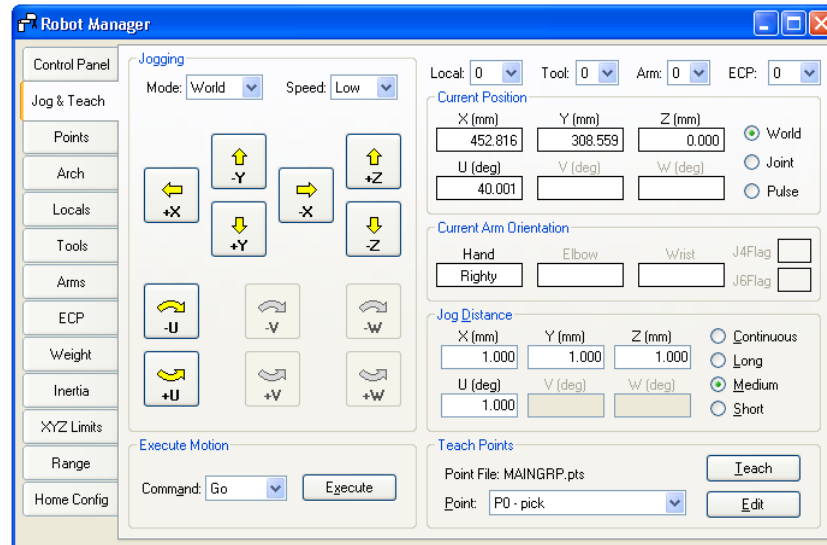 Robot Manager
Control Panel
Jog & Teach
Points
Arch
Locals
Tools
Arms
ECP
Weight
Inertia
XYZ Limits
Range
Home Config
Jogging
Mode: World Speed: Low
+X
-Y
+Y
-X
+Z
-Z
-U
-V
-W
+U
+V
+W
Execute Motion
Command: Go Execute
Local: 0 Tool: 0 Arm: 0 ECP: 0
Current Position
X (mm) Y (mm) Z (mm)
452.816 308.559 0.000
U (deg) V (deg) W (deg)
40.001
World
Joint
Pulse
Current Arm Orientation
Hand Elbow Wrist
Righty
J4Flag
J6Flag
Jog Distance
X (mm) Y (mm) Z (mm)
1.000 1.000 1.000
U (deg) V (deg) W (deg)
1.000
Continuous
Long
Medium
Short
Teach Points
Point File: MAINGRP.pts
Point: P0 - pick
Teach
Edit